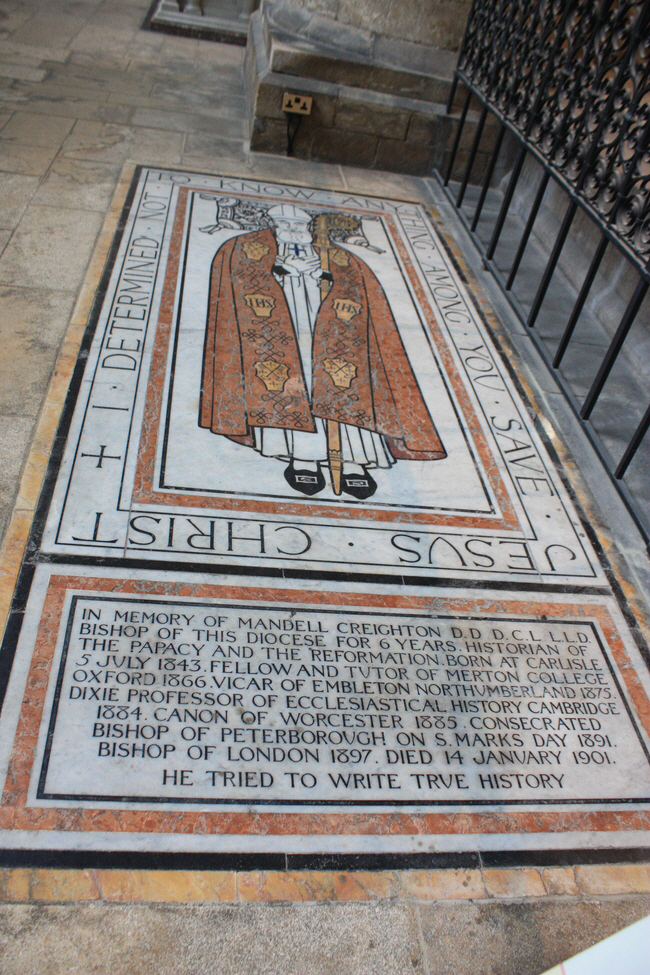 + I · DETERMINED · NOT ·
TO · KNOW · ANYTHING · AMONG · YOU · SAVE ·
JESUS · CHRIST
IHS IHS
IN MEMORY OF MANDELL CREIGHTON D.D D.C.L L.L.D.
BISHOP OF THIS DIOCESE FOR 6 YEARS. HISTORIAN OF
THE PAPACY AND THE REFORMATION. BORN AT CARLISLE
5 JULY 1843. FELLOW AND TUTOR OF MERTON COLLEGE
OXFORD 1866. VICAR OF EMBLETON NORTHUMBERLAND 1875.
DIXIE PROFESSOR OF ECCLESIASTICAL HISTORY CAMBRIDGE
1884. CANON OF WORCESTER 1885. CONSECRATED
BISHOP OF PETERBOROUGH ON S. MARKS DAY 1891.
BISHOP OF LONDON 1897. DIED 14 JANUARY 1901.
HE TRIED TO WRITE TRVE HISTORY